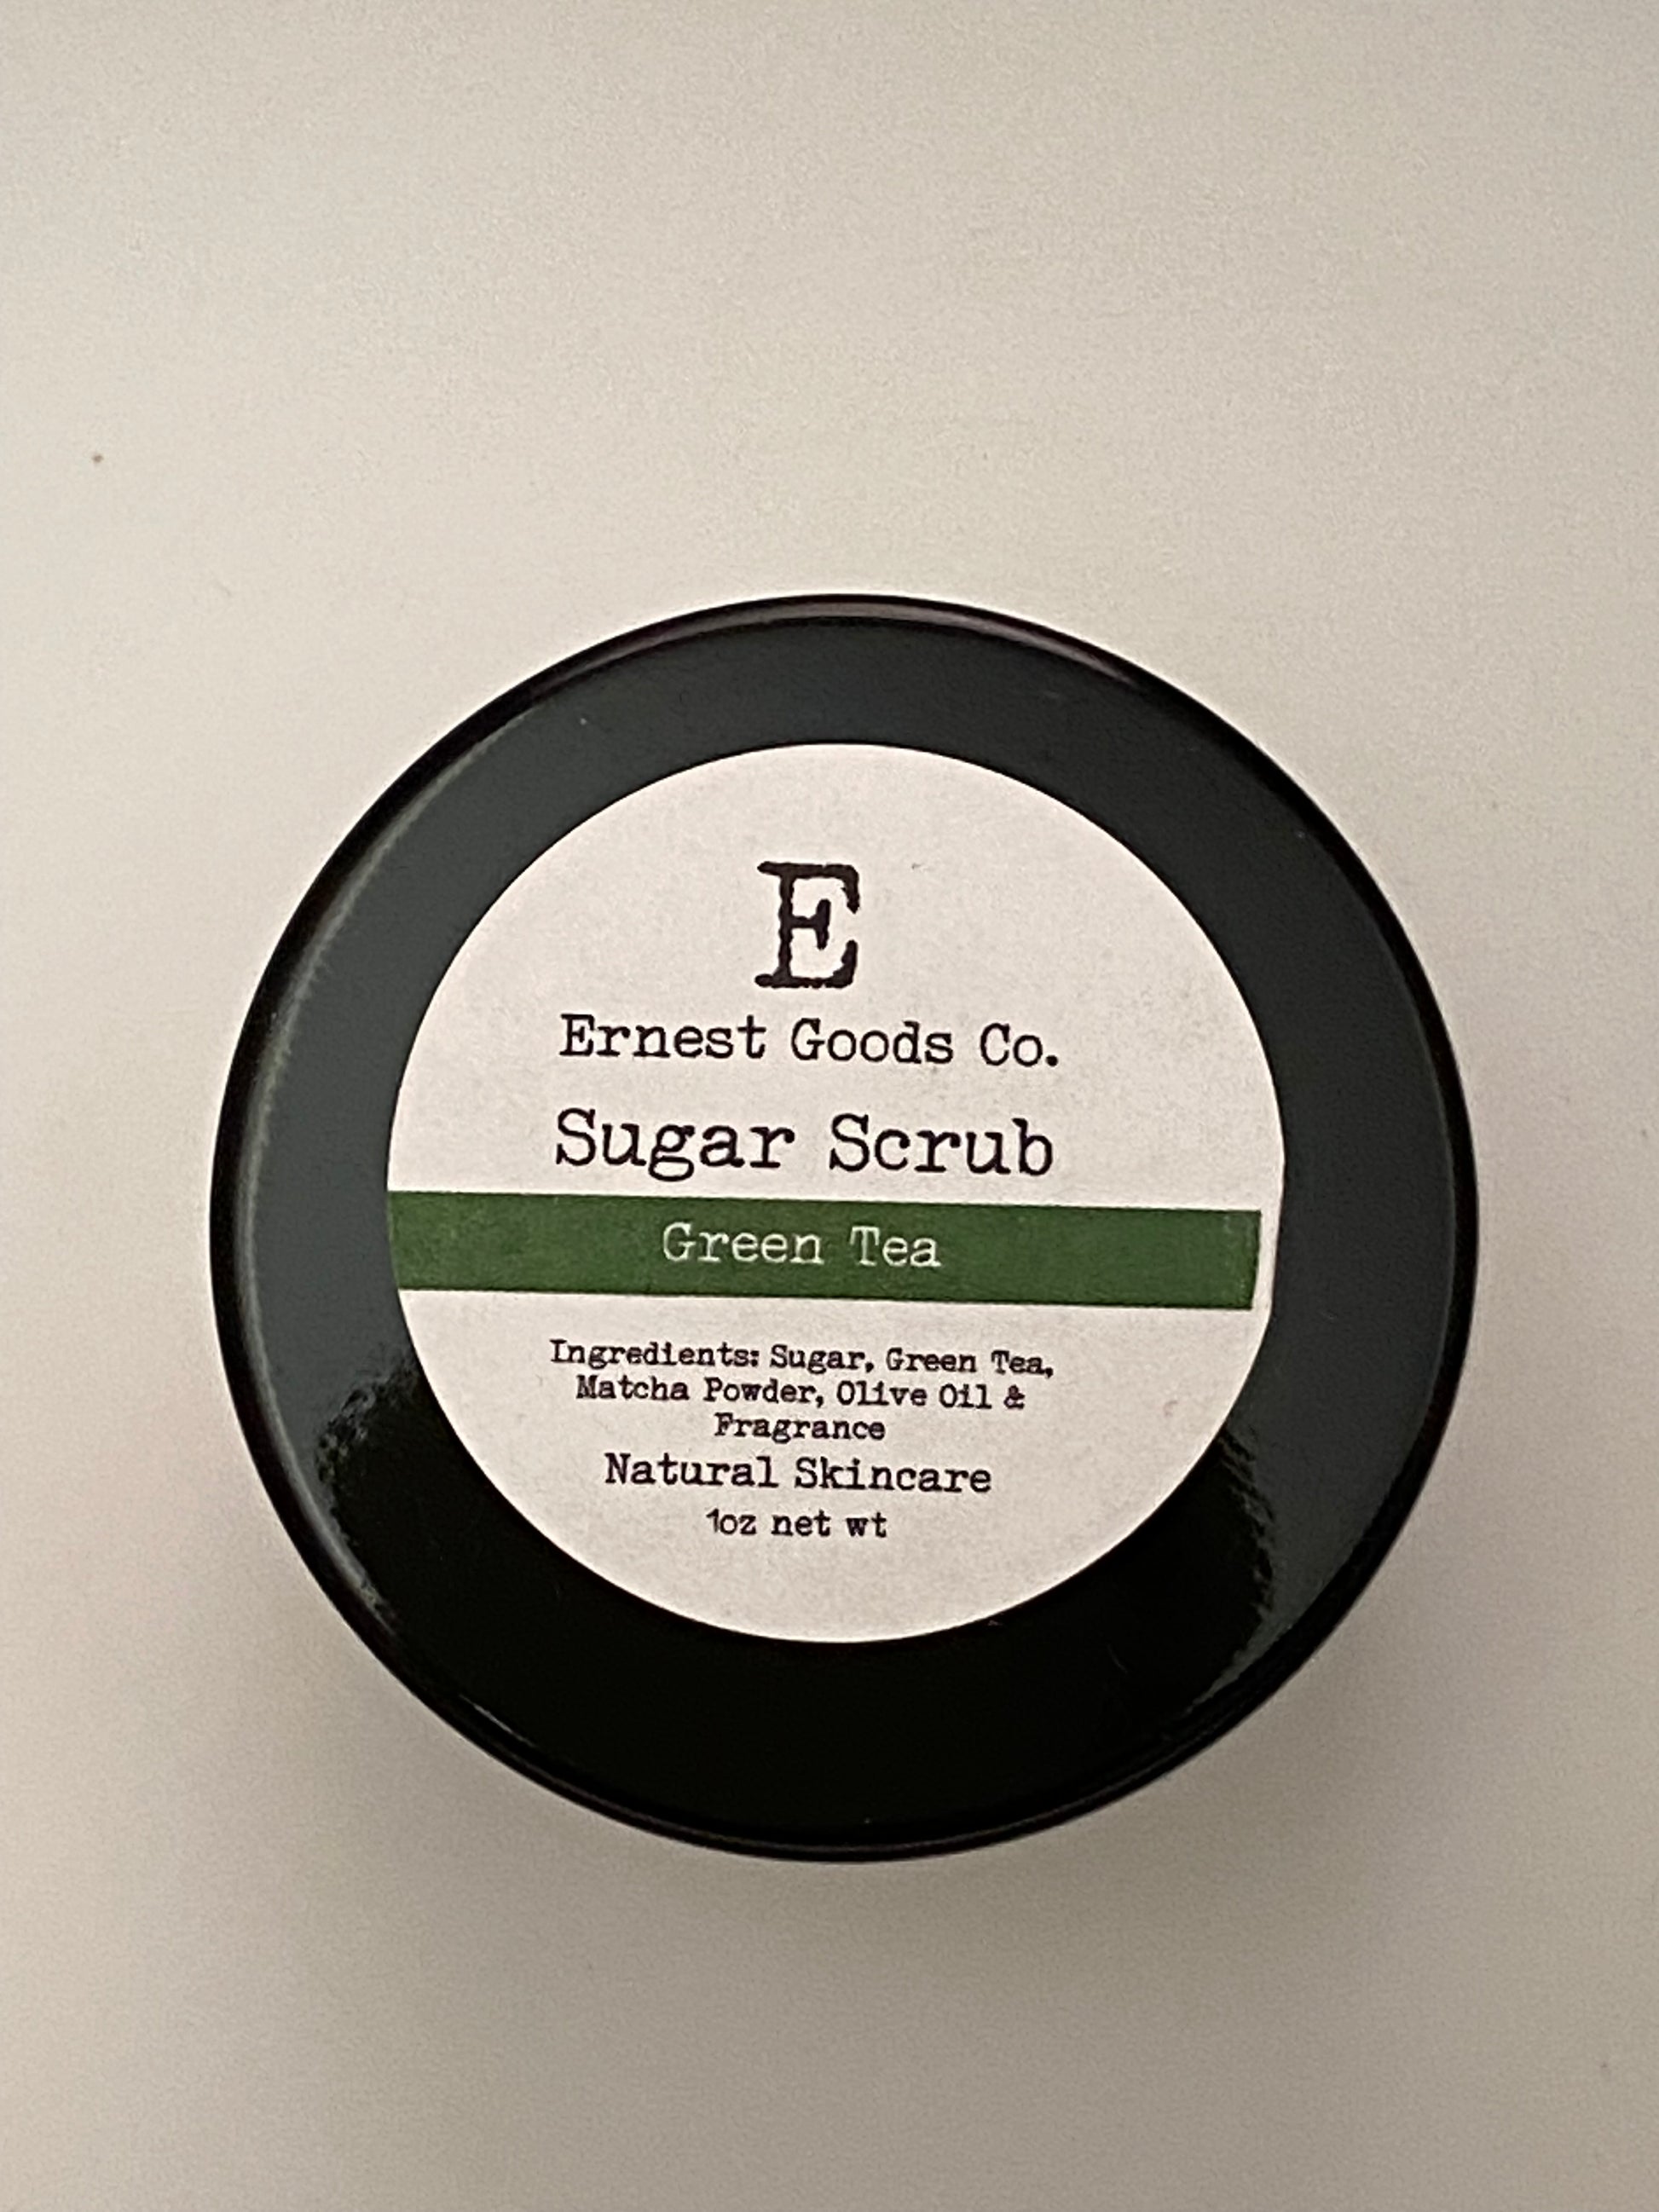 E
Ernest Goods Co.
Sugar Scrub
Green Tea
Ingredients: Sugar, Green Tea,
Matcha Powder, Olive Oil &
Fragrance
Natural Skincare
1oz net wt